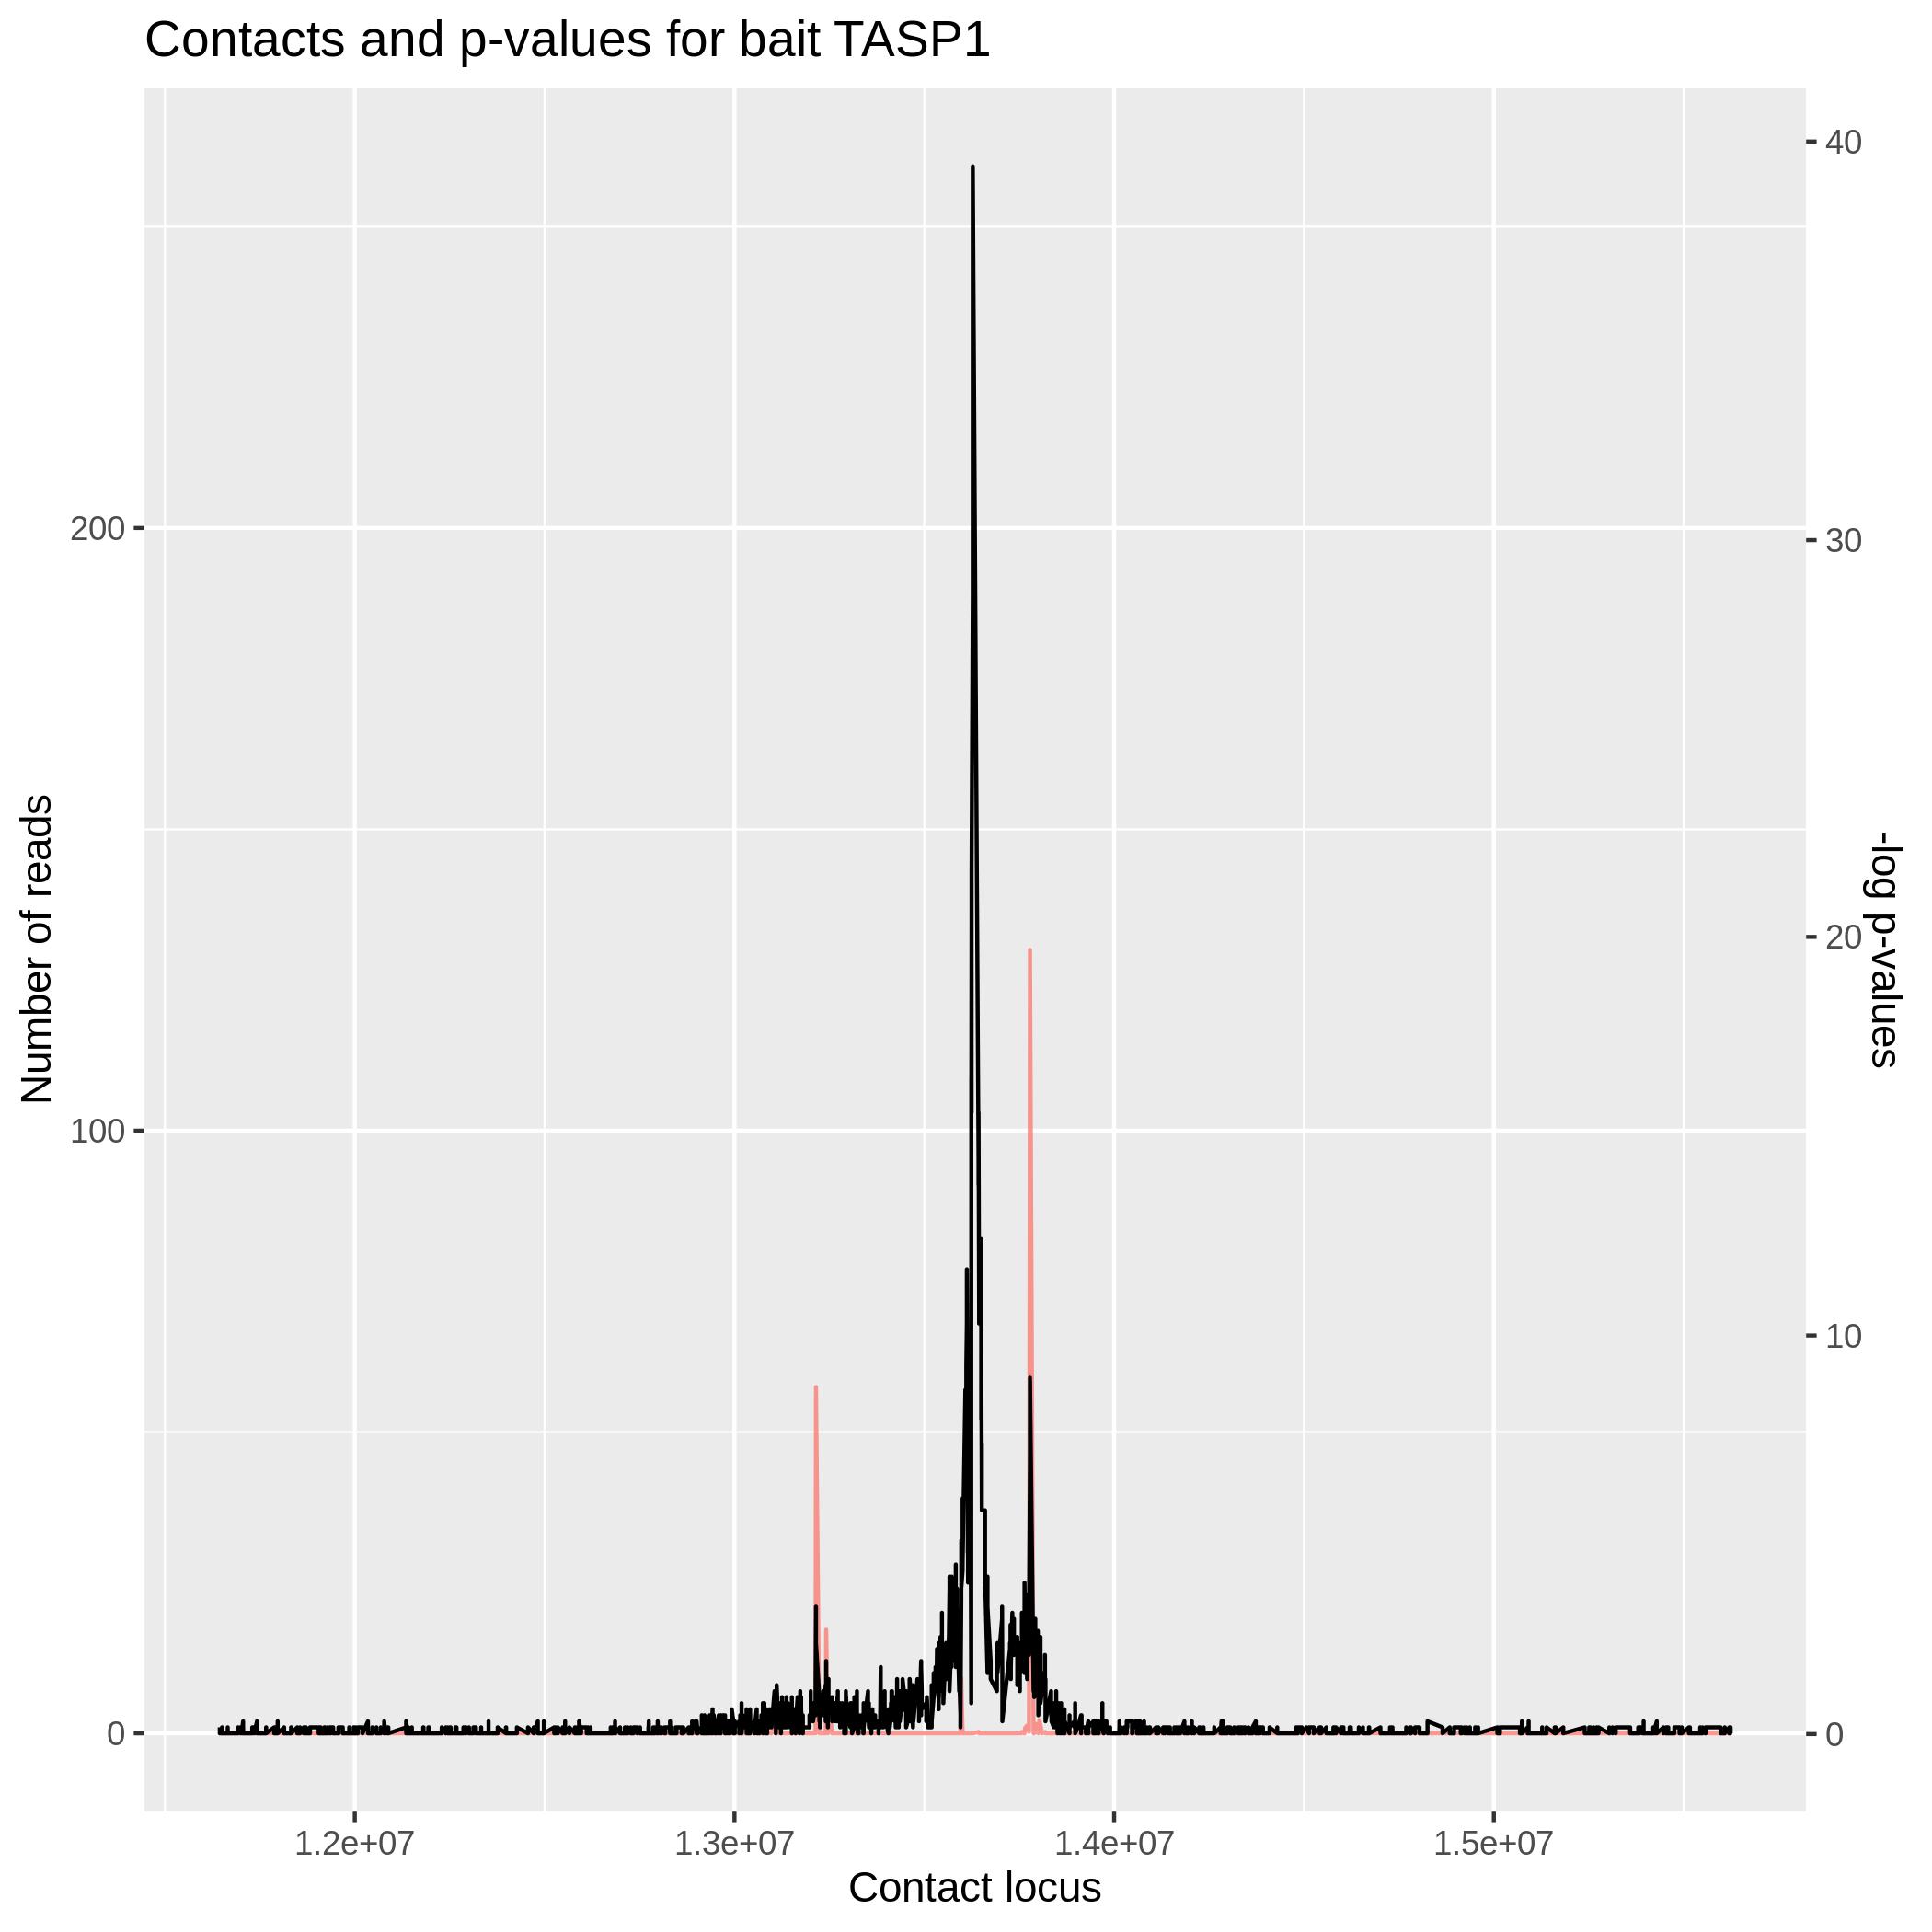 Contacts and p-values for bait TASP1
40
200
30
Number of reads
-log p-values
20
100
10
0
0
1.2e+07
1.3e+07
1.4e+07
1.5e+07
Contact locus